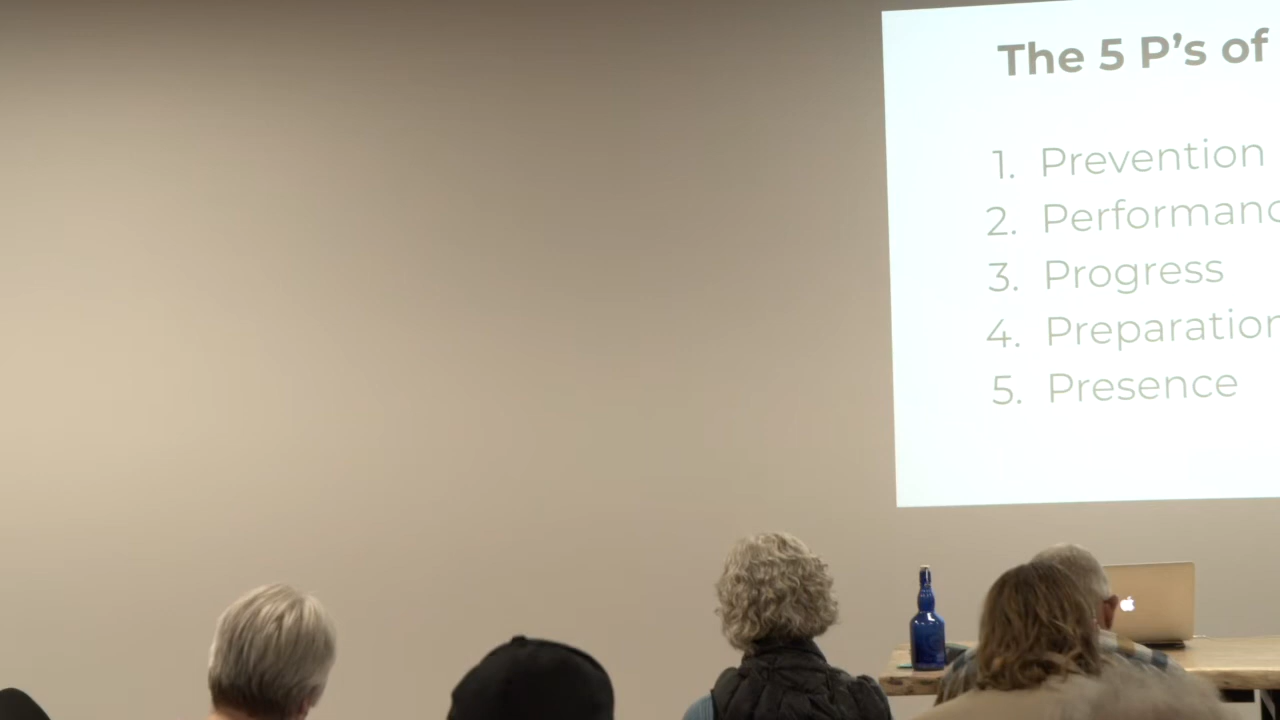 The 5 P's of
1. Prevention
2. Performanc
3. Progress
4. Preparation
5. Presence